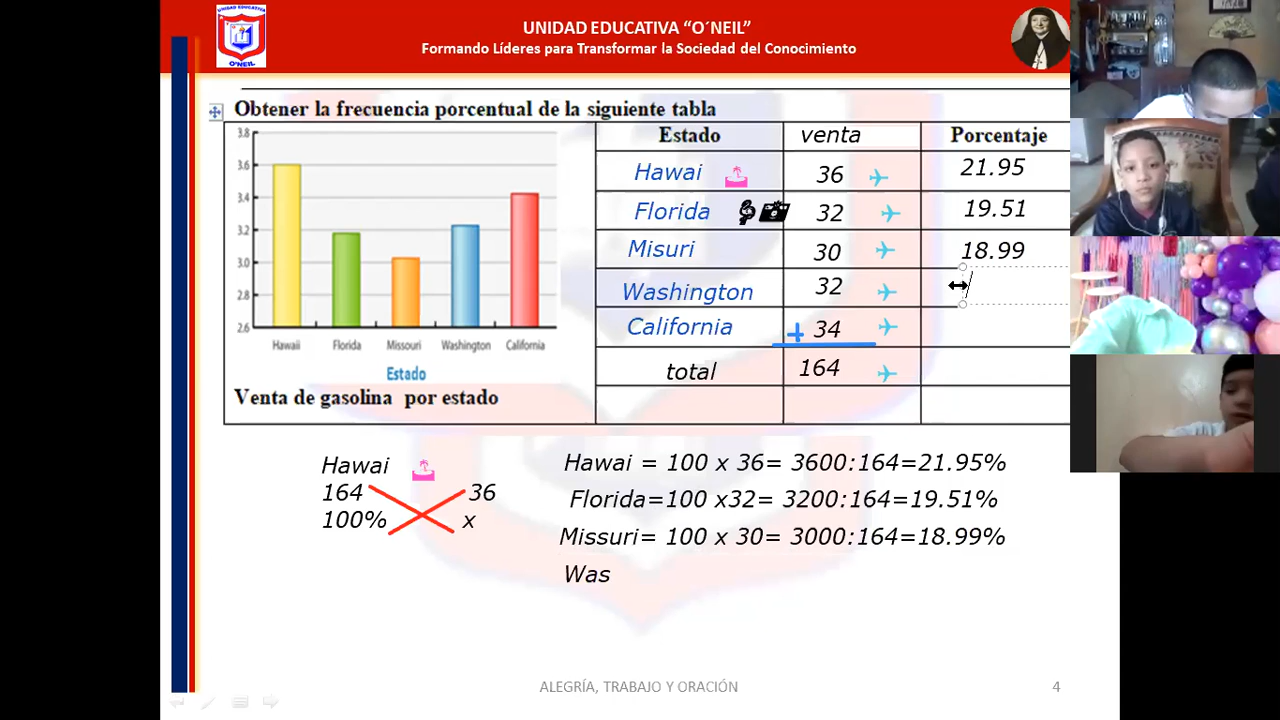 UNIDAD EDUCATIVA
O'NEIL
UNIDAD EDUCATIVA “O´NEIL”
Formando Líderes para Transformar la Sociedad del Conocimiento
Obtener la frecuencia porcentual de la siguiente tabla
3.8
3.6
3.4
3.2
3.0
2.8
2.6
Hawaii Florida Missouri Washington California
Estado
Venta de gasolina por estado
Estado venta Porcentaje
Hawai 36 21.95
Florida 32 19.51
Misuri 30 18.99
Washington 32
California + 34
total 164
Hawai
164 36
100% x
Hawai = 100 x 36= 3600:164=21.95%
Florida=100 x32= 3200:164=19.51%
Missuri= 100 x 30= 3000:164=18.99%
Was
ALEGRÍA, TRABAJO Y ORACIÓN 4